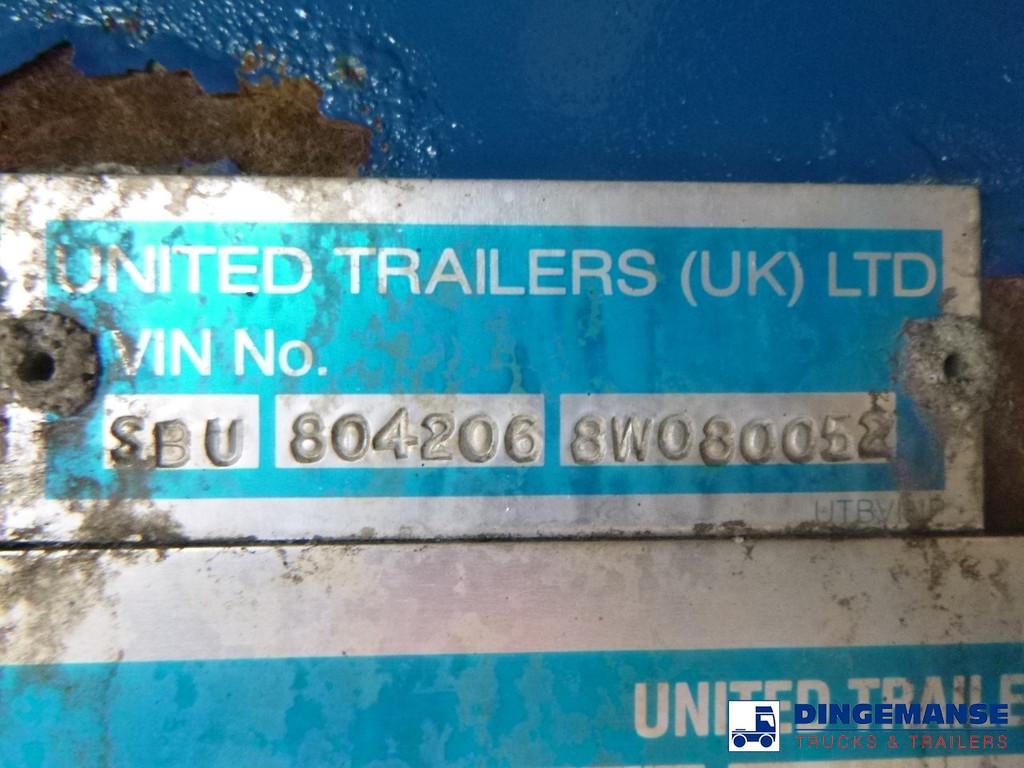 UNITED TRAILERS (UK) LTD
VIN No.
SBU 804206 8W080052
UNITED TRAILE
DINGEMANSE
TRUCKS & TRAILERS